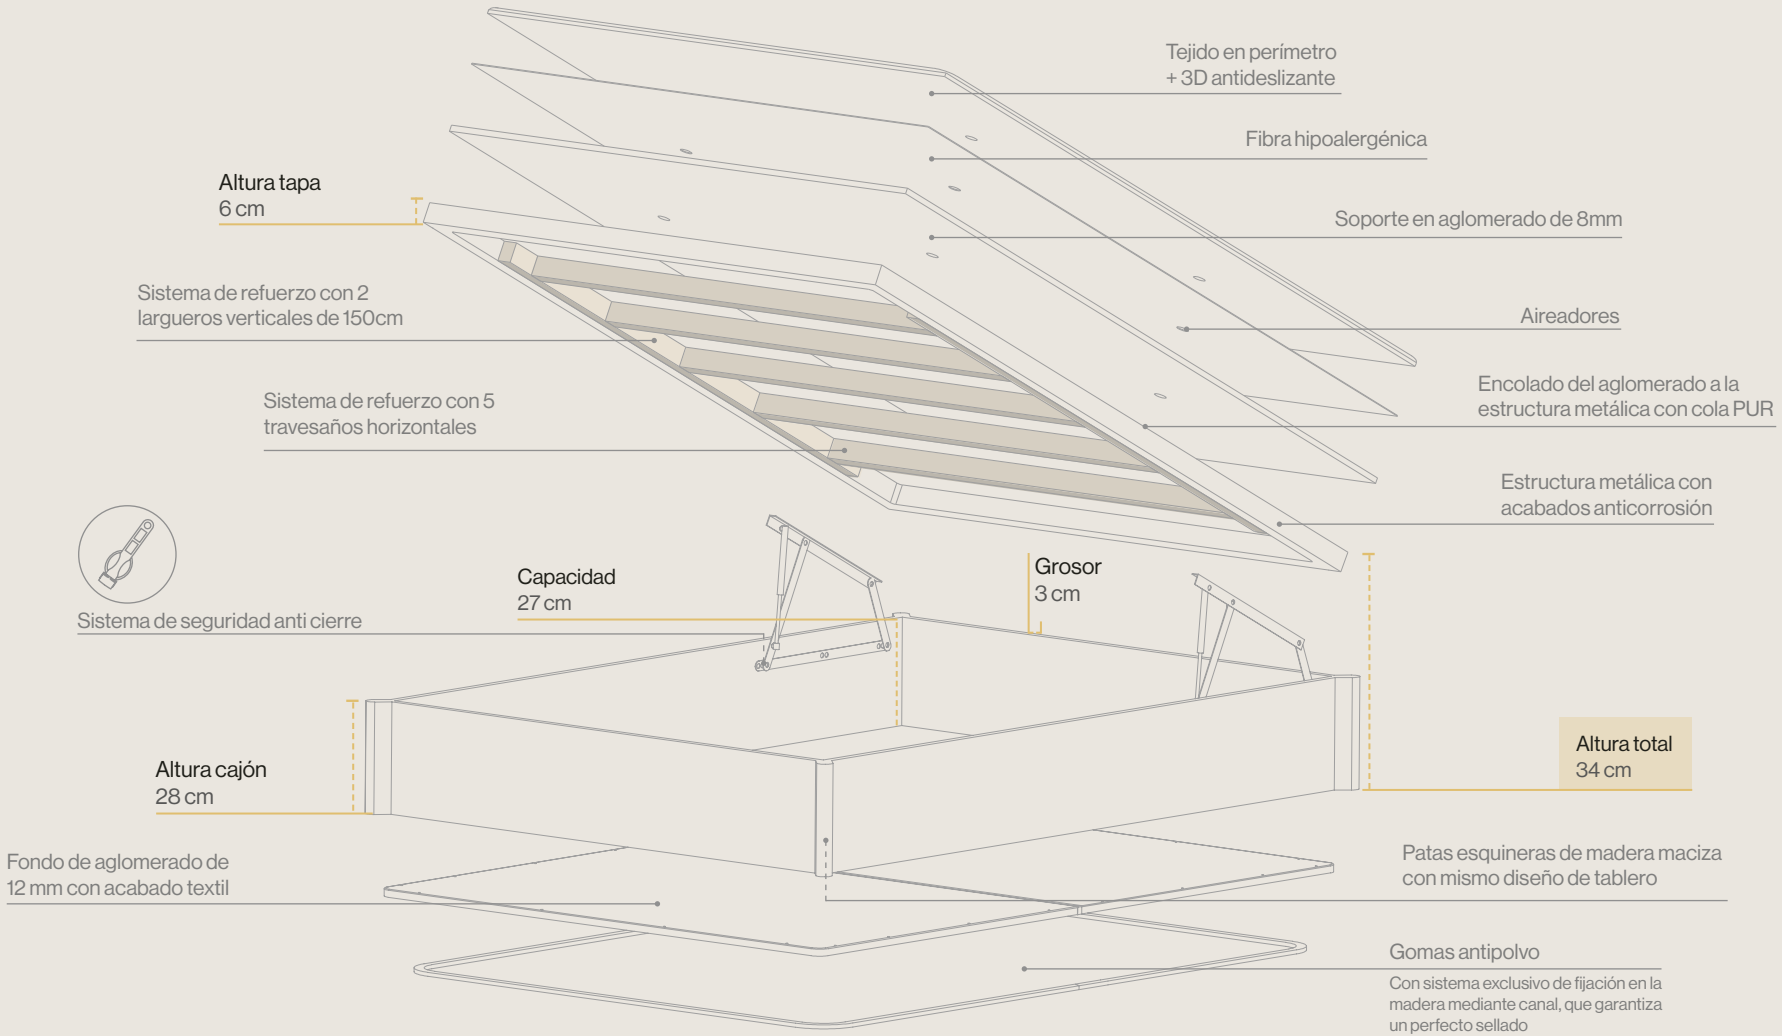 Tejido en perímetro
+ 3D antideslizante
Fibra hipoalergénica
Altura tapa
6 cm
Soporte en aglomerado de 8mm
Sistema de refuerzo con 2
largueros verticales de 150cm
Aireadores
Sistema de refuerzo con 5
travesaños horizontales
Encolado del aglomerado a la
estructura metálica con cola PUR
Estructura metálica con
acabados anticorrosión
Capacidad
27 cm
Grosor
3 cm
Sistema de seguridad anti cierre
Altura cajón
28 cm
Altura total
34 cm
Fondo de aglomerado de
12 mm con acabado textil
Patas esquineras de madera maciza
con mismo diseño de tablero
Gomas antipolvo
Con sistema exclusivo de fijación en la
madera mediante canal, que garantiza
un perfecto sellado